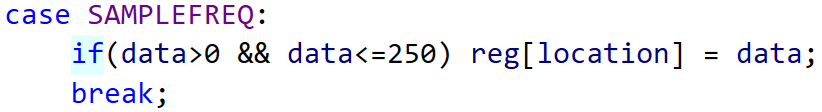 case SAMPLEFREQ:
if(data>0 && data<=250) reg[location] = data;
break;